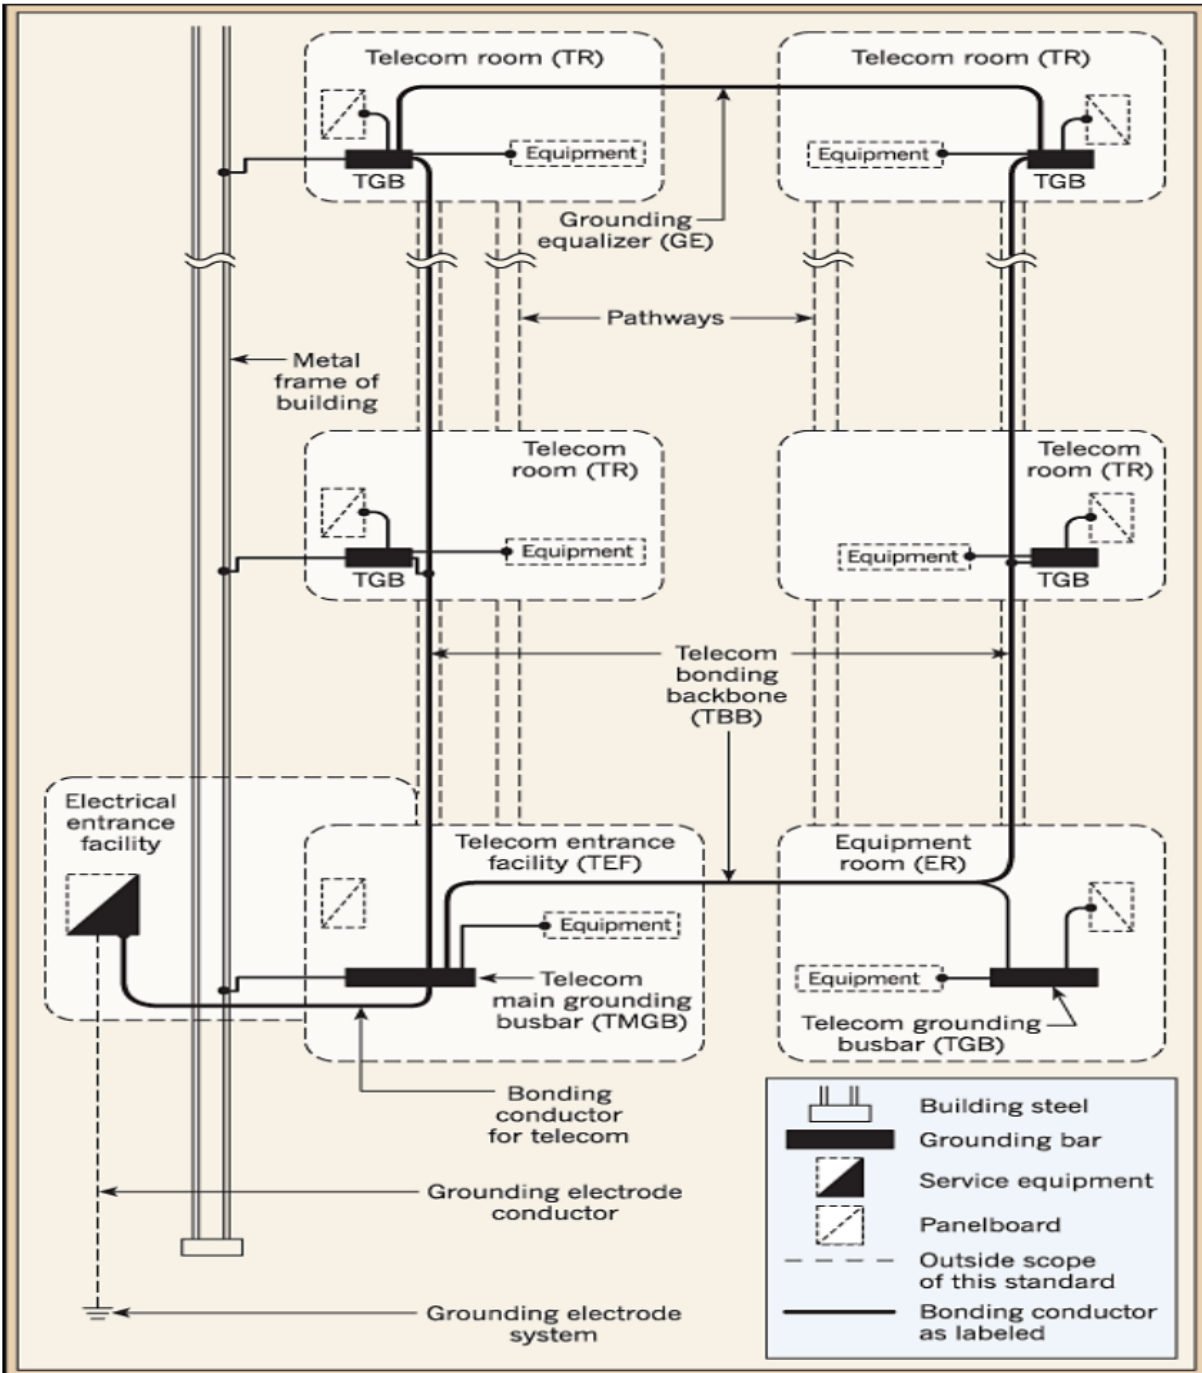 Telecom room (TR)
Telecom room (TR)
Equipment
Equipment
TGB
TGB
Grounding
equalizer (GE)
Pathways
Metal
frame of
building
Telecom
room (TR)
Telecom
room (TR)
Equipment
Equipment
TGB
TGB
Telecom
bonding
backbone
(TBB)
Electrical
entrance
facility
Telecom entrance
facility (TEF)
Equipment
room (ER)
Equipment
Telecom
main grounding
busbar (TMGB)
Equipment
Telecom grounding
busbar (TGB)
Bonding
conductor
for telecom
Grounding electrode
conductor
Grounding electrode
system
Building steel
Grounding bar
Service equipment
Panelboard
Outside scope
of this standard
Bonding conductor
as labeled